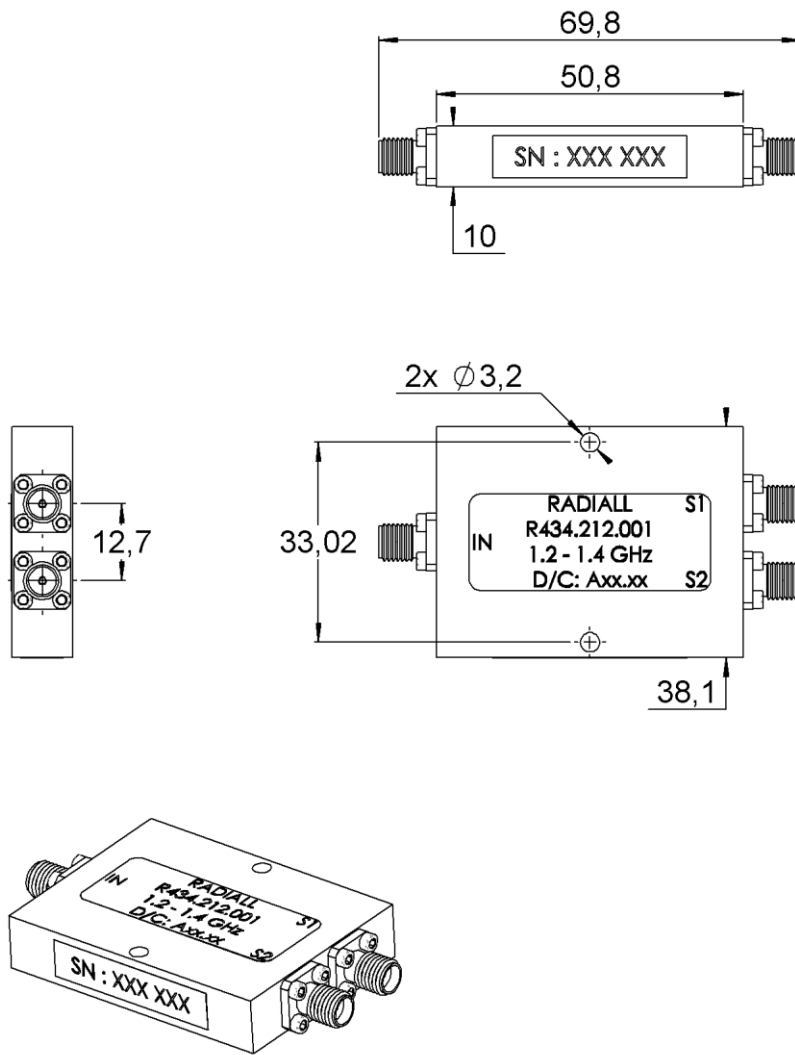 69,8
50,8
SN : XXX XXX
10
2x ∅3,2
12,7
33,02
RADIALL S1
R434.212.001
IN
1.2 - 1.4 GHz
D/C: Axx.xx S2
38,1
IN
RADIALL
R434.212.001
1.2 - 1.4 GHz
D/C: Axx.xx
S1
S2
SN : XXX XXX